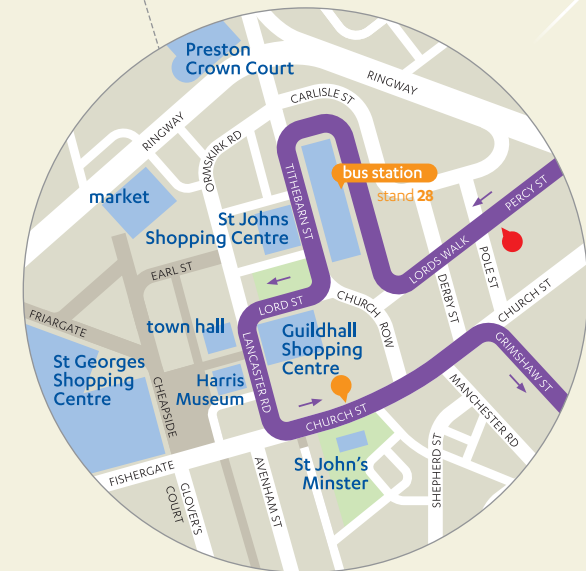 Preston
Crown Court
RINGWAY
CARLISLE ST
RINGWAY
ORMSKIRK RD
TITHEBARN ST
bus station
stand 28
PERCY ST
market
St Johns
Shopping Centre
LORDS WALK
POLE ST
EARL ST
DERBY ST
CHURCH ST
LORD ST
CHURCH ROW
FRIARGATE
town hall
Guildhall
Shopping
Centre
LANCASTER RD
GRIMSHAW ST
St Georges
Shopping
Centre
CHEAPSIDE
Harris
Museum
CHURCH ST
MANCHESTER RD
St John's
Minster
FISHERGATE
GLOVER'S
COURT
AVENHAM ST
SHEPHERD ST